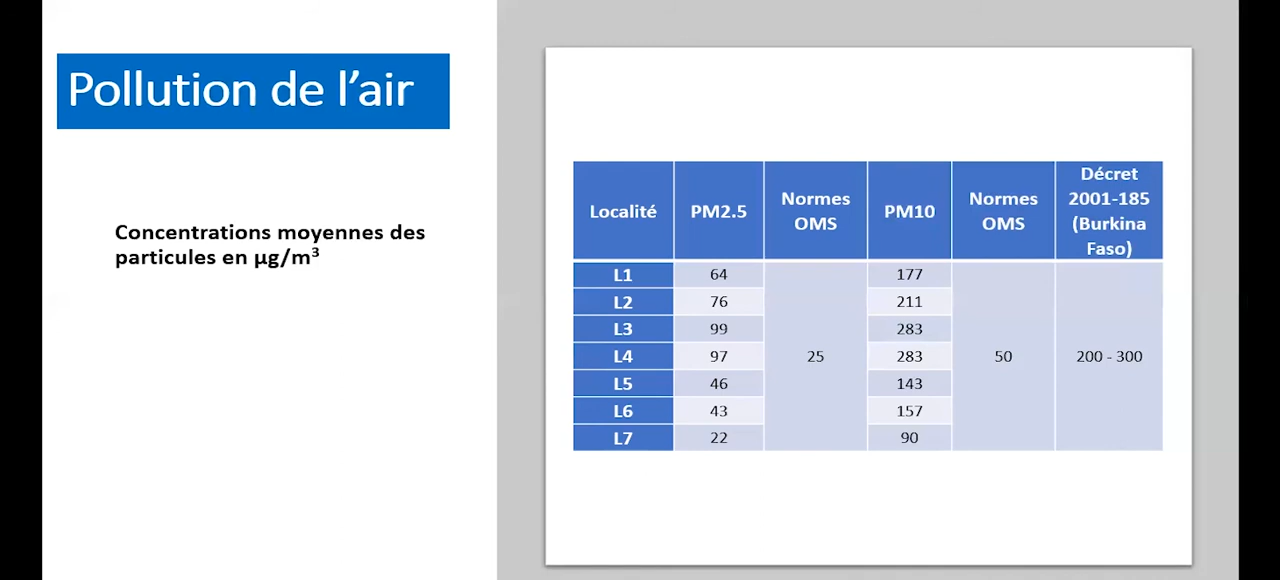 Pollution de l’air
Concentrations moyennes des
particules en µg/m³
Localité PM2.5 Normes OMS PM10 Normes OMS Décret 2001-185 (Burkina Faso)
L1 64 177
L2 76 211
L3 99 283
L4 97 25 283 50 200 - 300
L5 46 143
L6 43 157
L7 22 90